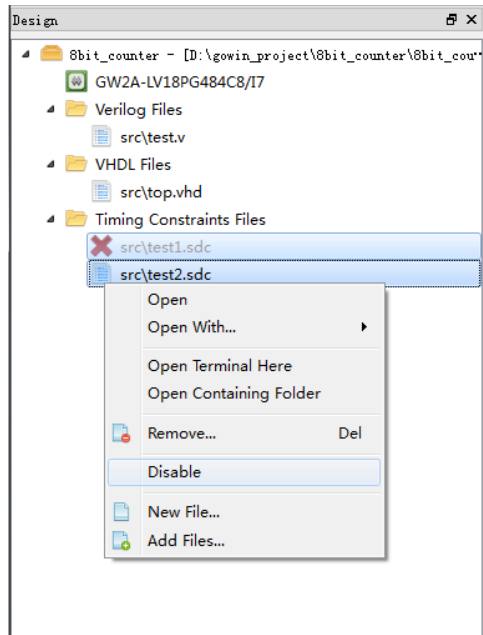 Design
8bit_counter - [D:\gowin_project\8bit_counter\8bit_cou···
GW2A-LV18PG484C8/I7
Verilog Files
src\test.v
VHDL Files
src\top.vhd
Timing Constraints Files
src\test1.sdc
src\test2.sdc
Open
Open With...
Open Terminal Here
Open Containing Folder
Remove... Del
Disable
New File...
Add Files...